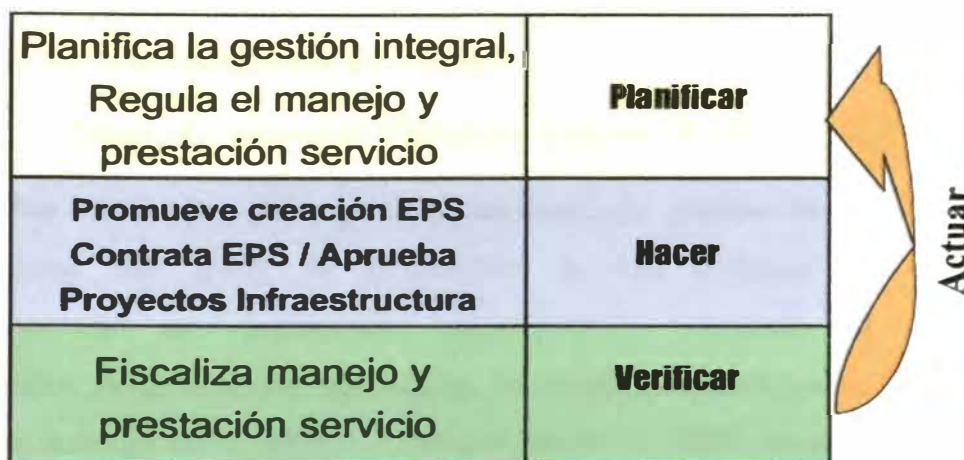 Planifica la gestión integral,
Regula el manejo y
prestación servicio
Planificar
Promueve creación EPS
Contrata EPS / Aprueba
Proyectos Infraestructura
Hacer
Fiscaliza manejo y
prestación servicio
Verificar
Actuar